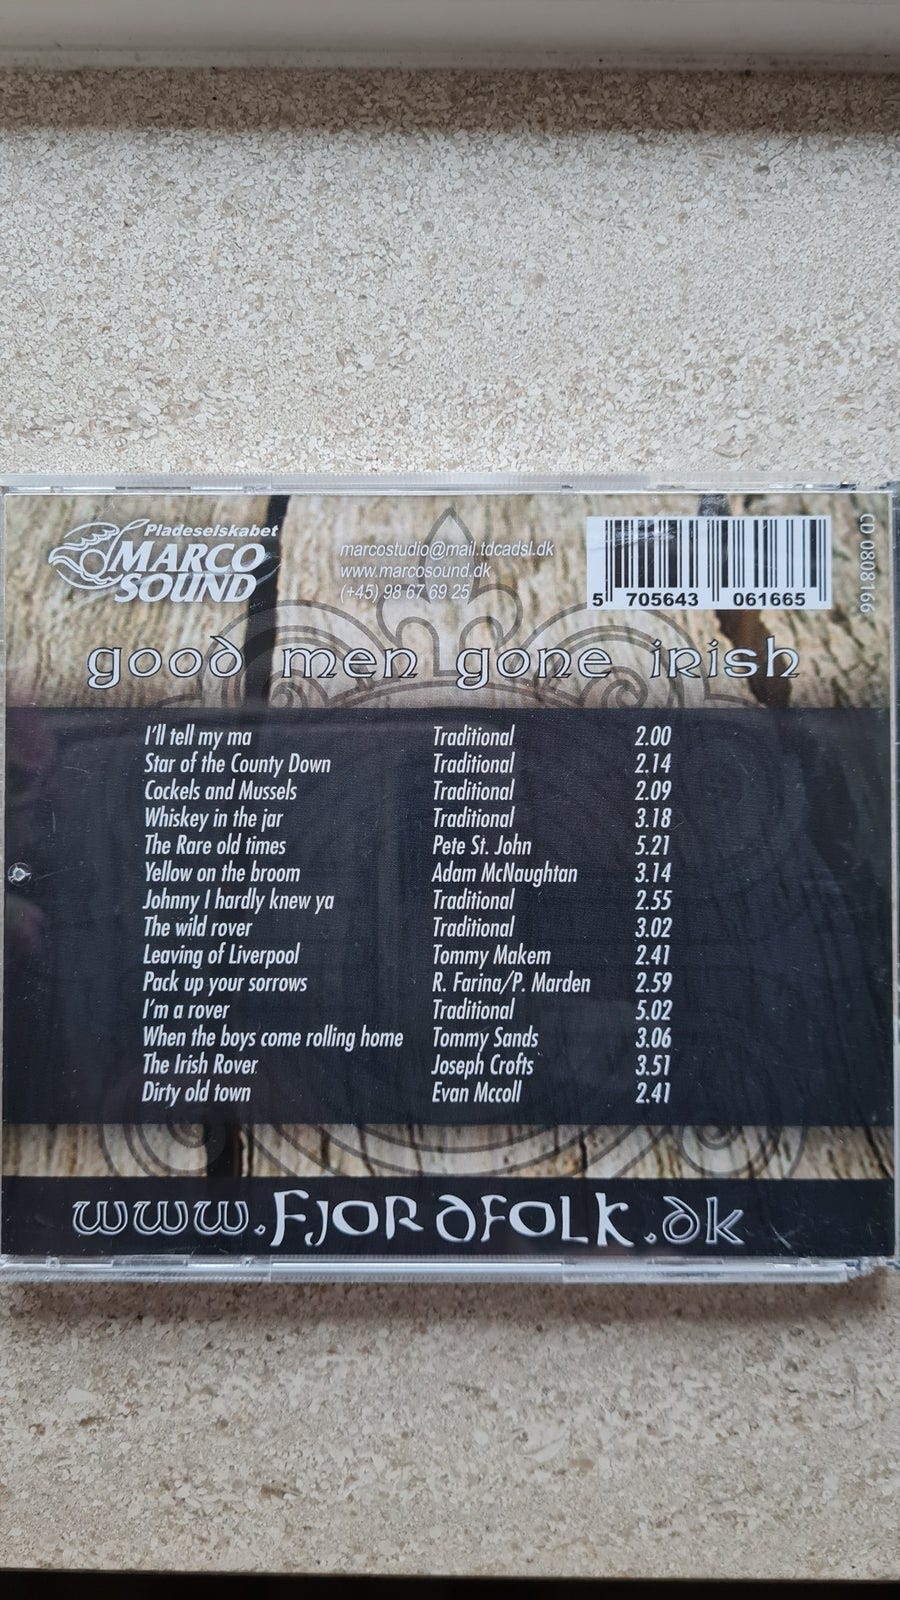 Pladeselskabet
MARCO
SOUND
marcostudio@mail.tdcadsl.dk
www.marcosound.dk
(+45) 98 67 69 25
5 705643 061665
CD 0808166
good men gone irish
I'll tell my ma Traditional 2.00
Star of the County Down Traditional 2.14
Cockels and Mussels Traditional 2.09
Whiskey in the jar Traditional 3.18
The Rare old times Pete St. John 5.21
Yellow on the broom Adam McNaughtan 3.14
Johnny I hardly knew ya Traditional 2.55
The wild rover Traditional 3.02
Leaving of Liverpool Tommy Makem 2.41
Pack up your sorrows R. Farina/P. Marden 2.59
I'm a rover Traditional 5.02
When the boys come rolling home Tommy Sands 3.06
The Irish Rover Joseph Crofts 3.51
Dirty old town Evan Mccoll 2.41
www.FJORDFOLK.dk